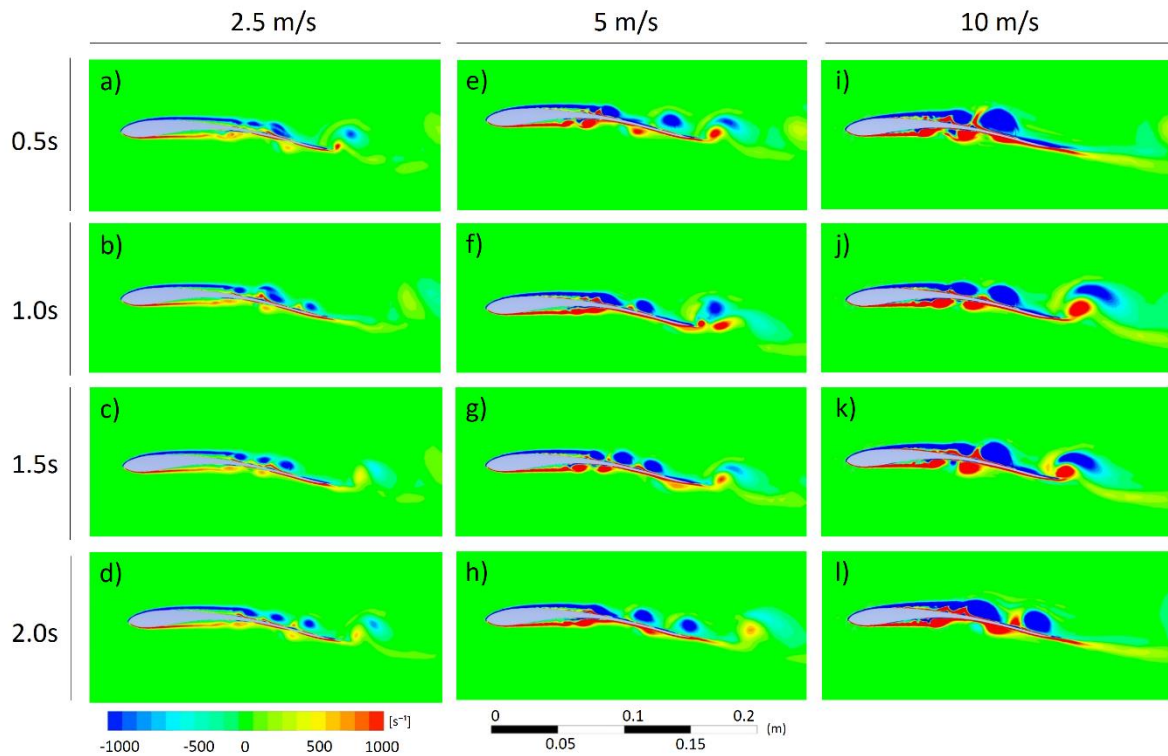 2.5 m/s 5 m/s 10 m/s
0.5s a) e) i)
1.0s b) f) j)
1.5s c) g) k)
2.0s d) h) l)
[s⁻¹] 0 0.1 0.2 (m)
-1000 -500 0 500 1000 0.05 0.15